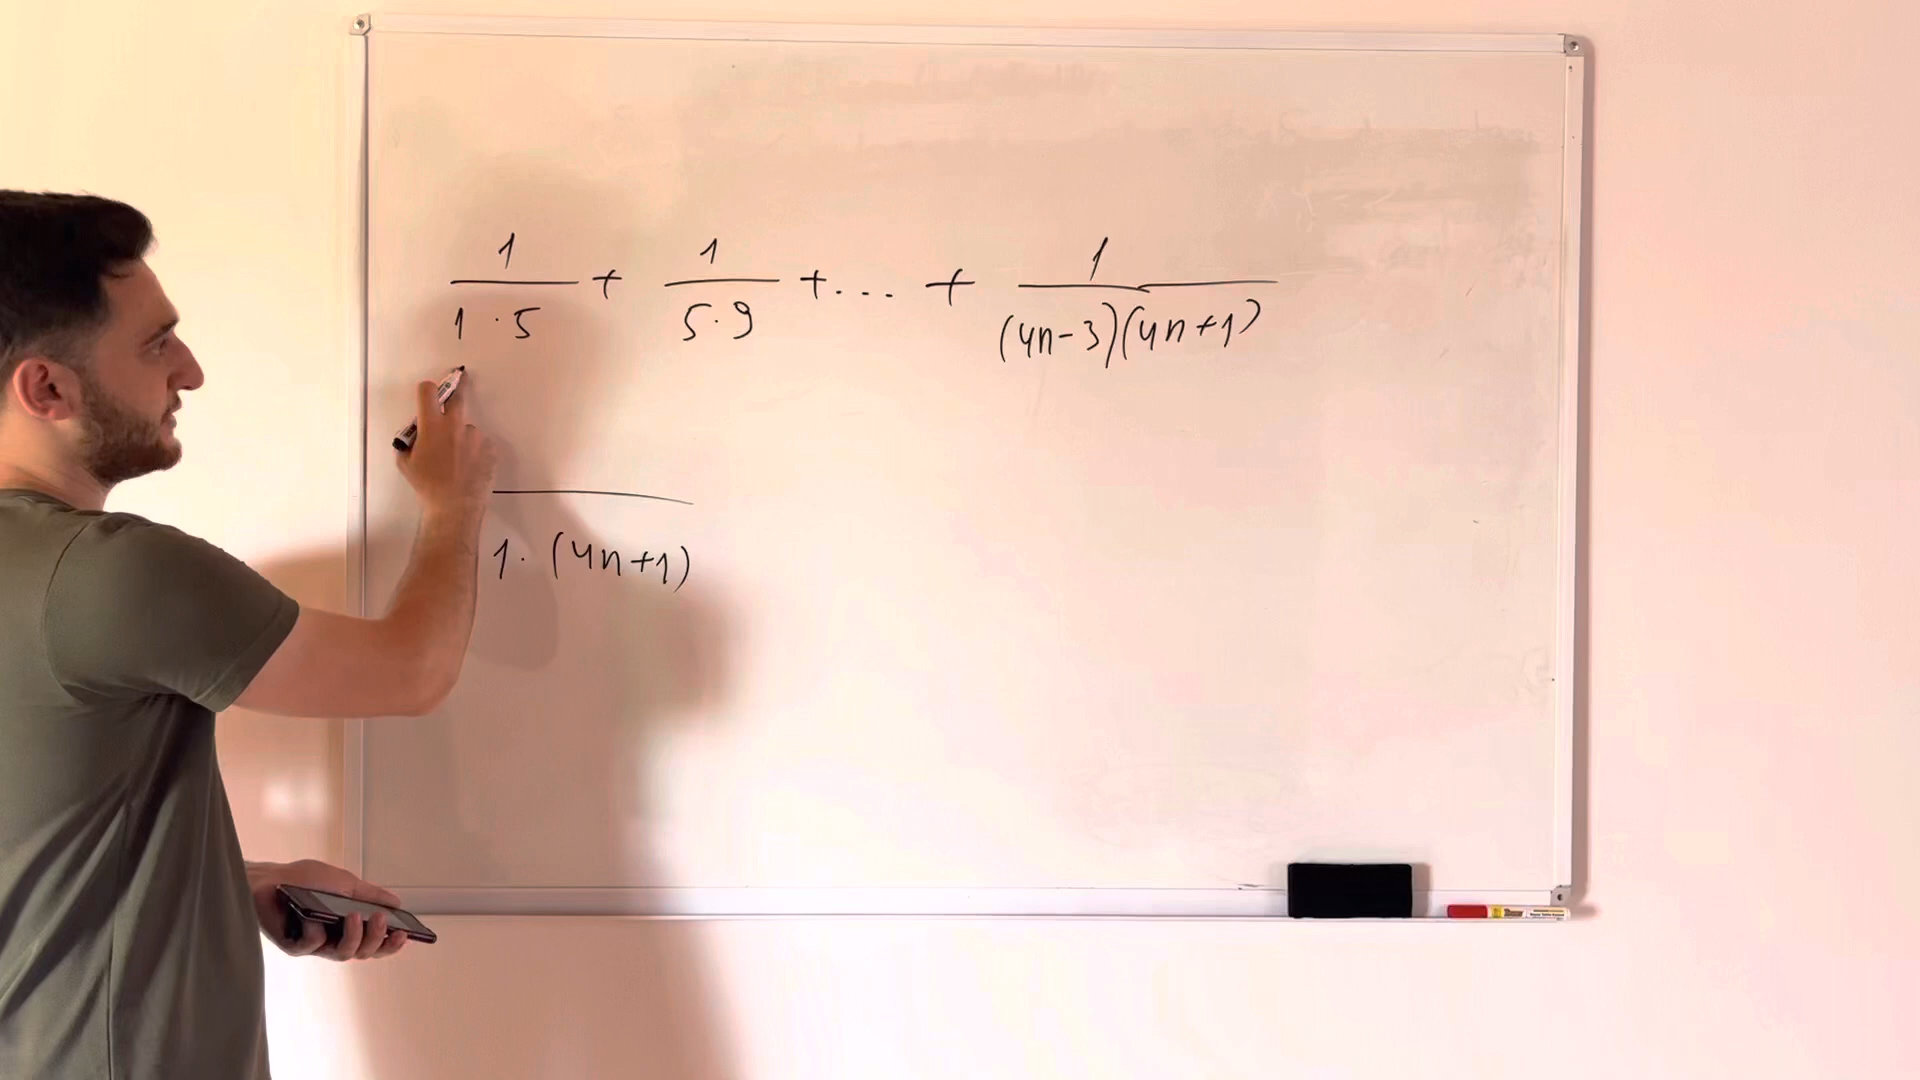 1/(1 · 5) + 1/(5 · 9) + ... + 1/((4n-3)(4n+1))
1 · (4n+1)